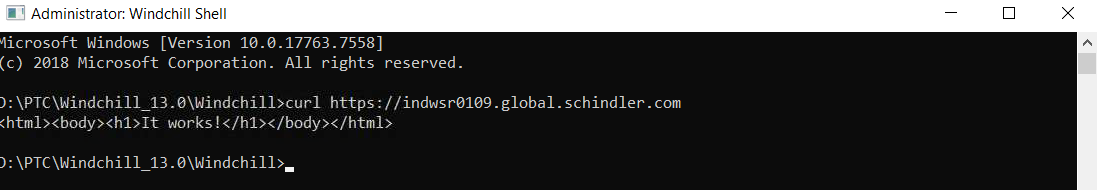 Administrator: Windchill Shell
Microsoft Windows [Version 10.0.17763.7558]
(c) 2018 Microsoft Corporation. All rights reserved.
D:\PTC\Windchill_13.0\Windchill>curl https://indwsr0109.global.schindler.com
<html><body><h1>It works!</h1></body></html>
D:\PTC\Windchill_13.0\Windchill>